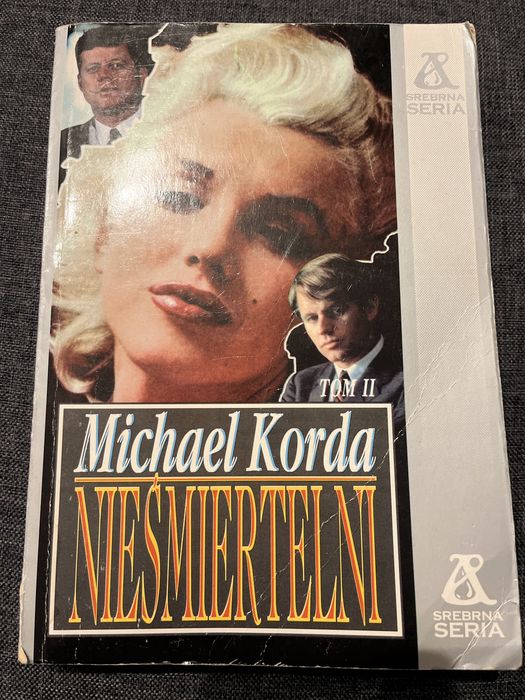 SREBRNA
SERIA
TOM II
Michael Korda
NIEŚMIERTELNI
SREBRNA
SERIA